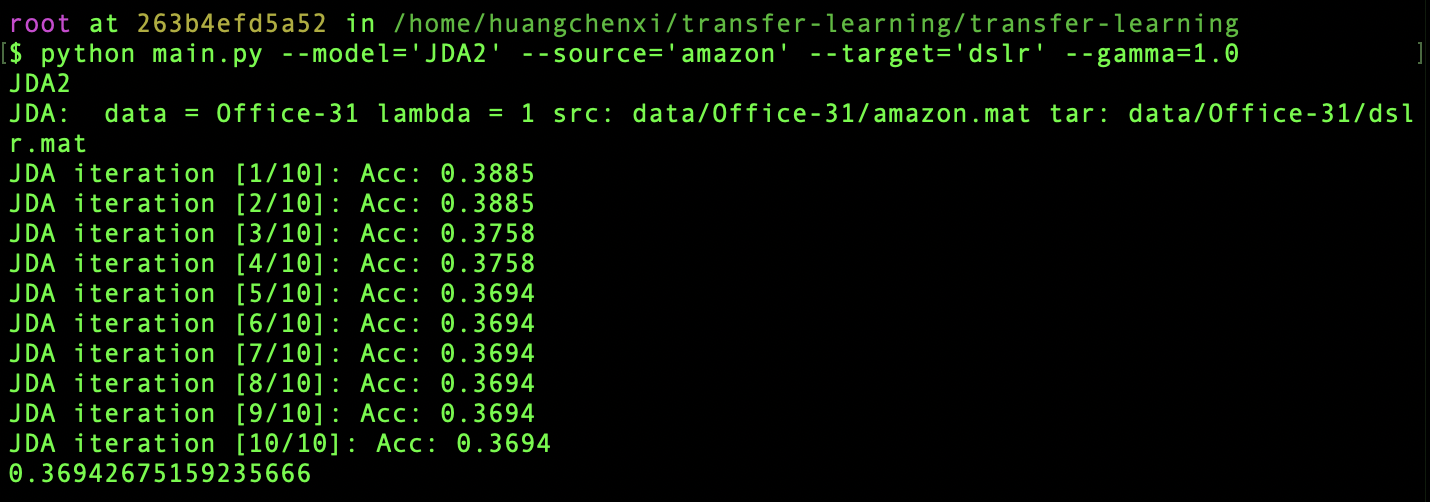 root at 263b4efd5a52 in /home/huangchenxi/transfer-learning/transfer-learning
[$ python main.py --model='JDA2' --source='amazon' --target='dslr' --gamma=1.0 ]
JDA2
JDA:  data = Office-31 lambda = 1 src: data/Office-31/amazon.mat tar: data/Office-31/dsl
r.mat
JDA iteration [1/10]: Acc: 0.3885
JDA iteration [2/10]: Acc: 0.3885
JDA iteration [3/10]: Acc: 0.3758
JDA iteration [4/10]: Acc: 0.3758
JDA iteration [5/10]: Acc: 0.3694
JDA iteration [6/10]: Acc: 0.3694
JDA iteration [7/10]: Acc: 0.3694
JDA iteration [8/10]: Acc: 0.3694
JDA iteration [9/10]: Acc: 0.3694
JDA iteration [10/10]: Acc: 0.3694
0.36942675159235666